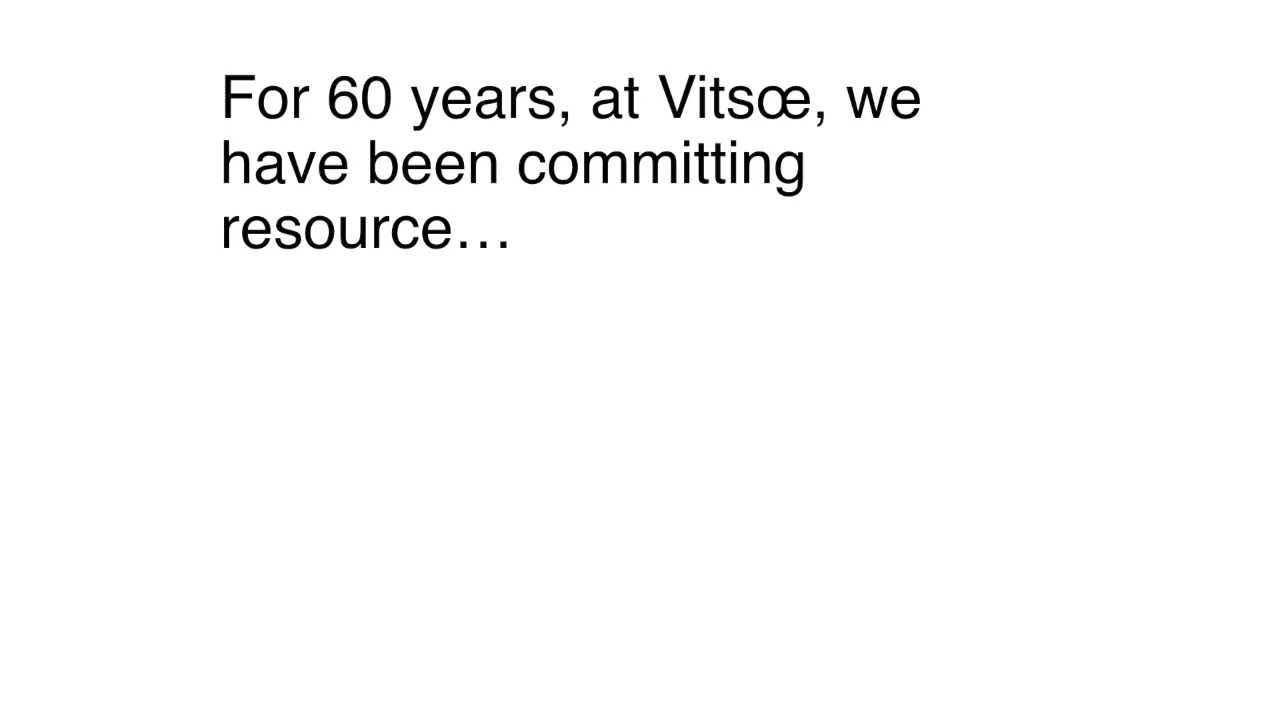 For 60 years, at Vitsœ, we
have been committing
resource…